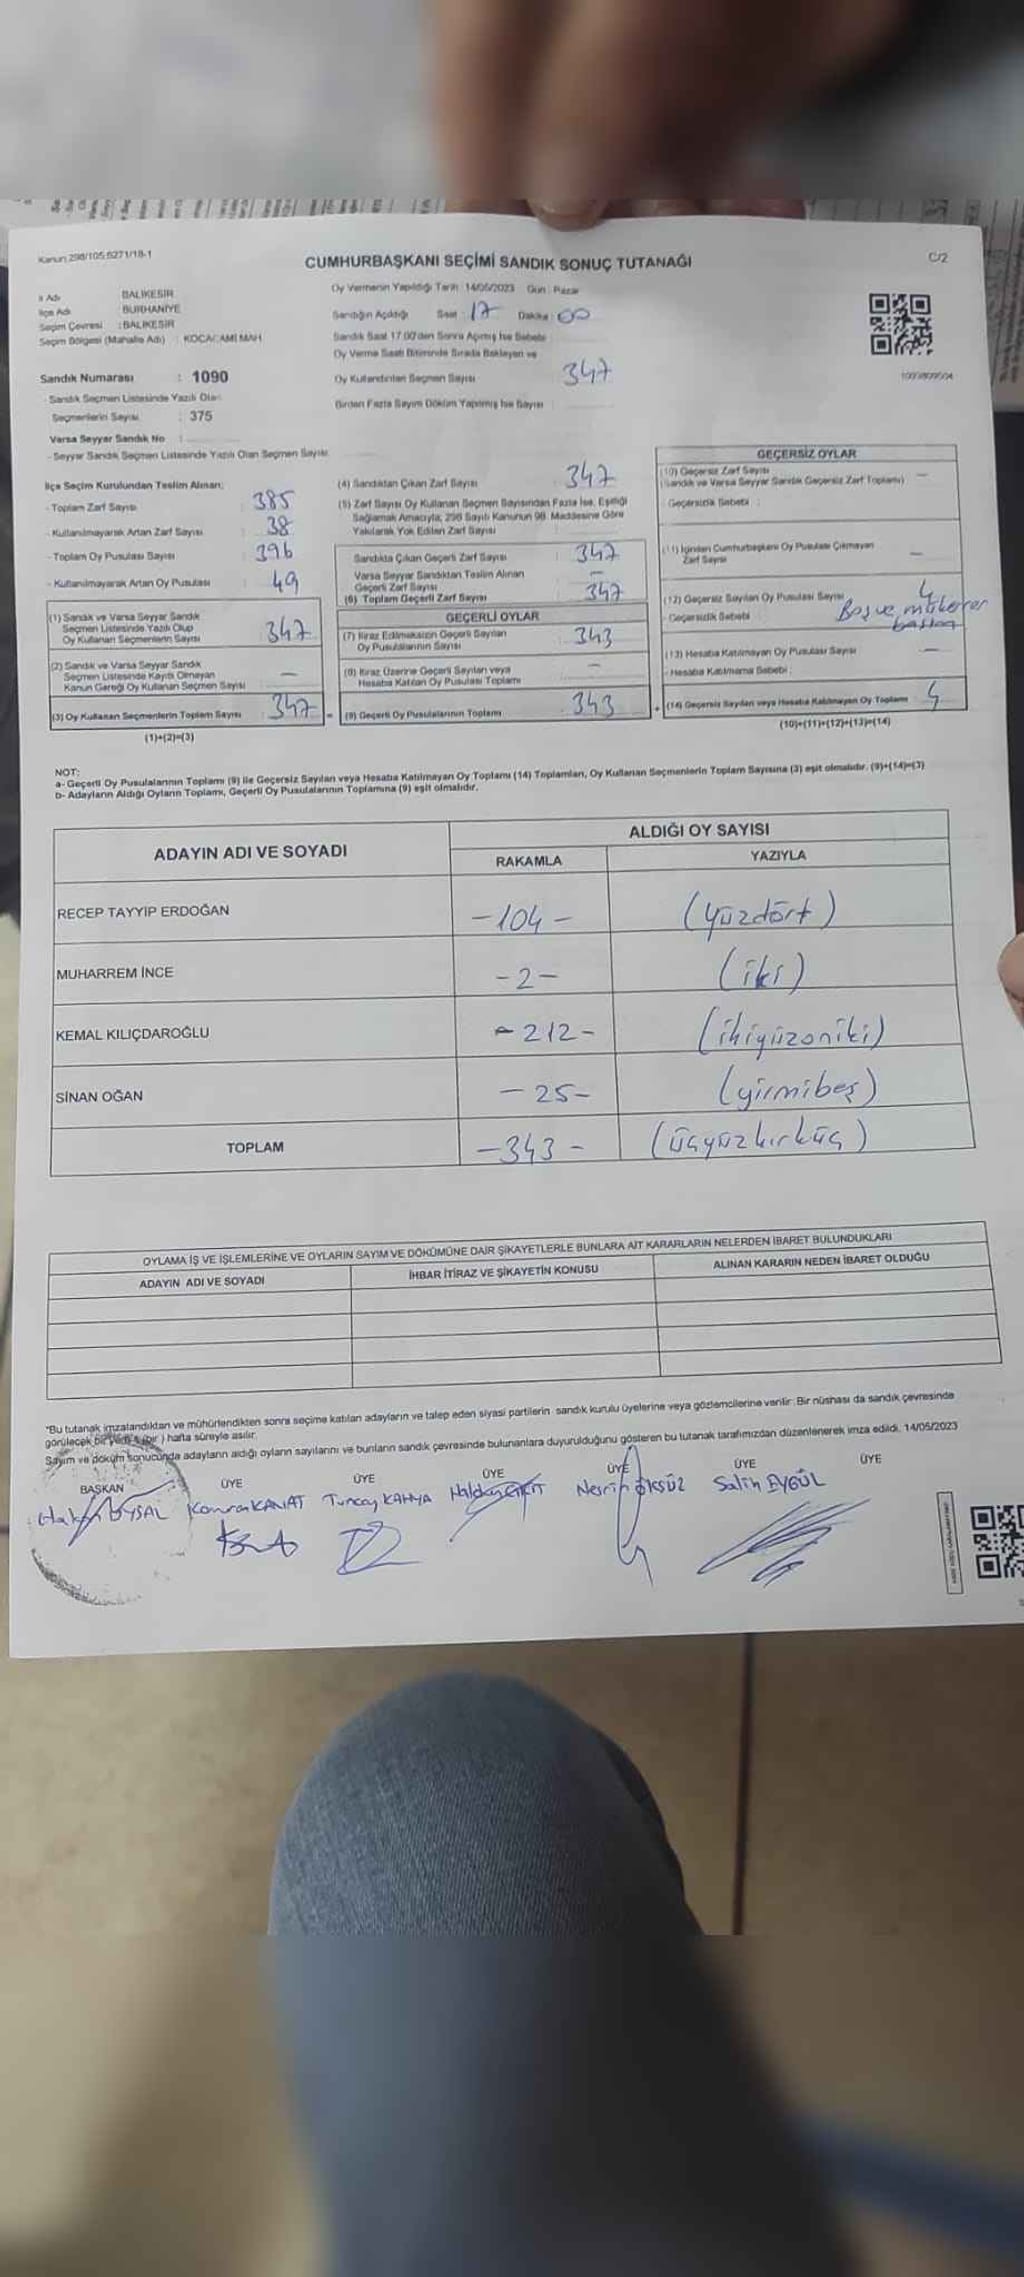 Kanun 298/105;6271/18-1
C/2
CUMHURBAŞKANI SEÇİMİ SANDIK SONUÇ TUTANAĞI
İl Adı BALIKESİR
İlçe Adı BURHANİYE
Seçim Çevresi : BALIKESİR
Seçim Bölgesi (Mahalle Adı) : KOCACAMİ MAH.
Sandık Numarası : 1090
- Sandık Seçmen Listesinde Yazılı Olan
Seçmenlerin Sayısı : 375
Varsa Seyyar Sandık No :
- Seyyar Sandık Seçmen Listesinde Yazılı Olan Seçmen Sayısı
Oy Vermenin Yapıldığı Tarih : 14/05/2023 Gün : Pazar
Sandığın Açıldığı Saat : 17 Dakika : 00
Sandık Saat 17.00'den Sonra Açılmış İse Sebebi
Oy Verme Saati Bitiminde Sırada Bekleyen ve
Oy Kullandırılan Seçmen Sayısı 347
Birden Fazla Sayım Döküm Yapılmış İse Sayısı :
İlçe Seçim Kurulundan Teslim Alınan;
- Toplam Zarf Sayısı : 385
- Kullanılmayarak Artan Zarf Sayısı : 38
- Toplam Oy Pusulası Sayısı : 396
- Kullanılmayarak Artan Oy Pusulası : 49
(1) Sandık ve Varsa Seyyar Sandık
Seçmen Listesinde Yazılı Olup
Oy Kullanan Seçmenlerin Sayısı : 347
(2) Sandık ve Varsa Seyyar Sandık
Seçmen Listesinde Kayıtlı Olmayan
Kanun Gereği Oy Kullanan Seçmen Sayısı : —
(3) Oy Kullanan Seçmenlerin Toplam Sayısı : 347
(1)+(2)=(3)
(4) Sandıktan Çıkan Zarf Sayısı : 347
(5) Zarf Sayısı Oy Kullanan Seçmen Sayısından Fazla İse, Eşitliği
Sağlamak Amacıyla, 298 Sayılı Kanunun 98. Maddesine Göre
Yakılarak Yok Edilen Zarf Sayısı
Sandıkta Çıkan Geçerli Zarf Sayısı : 347
Varsa Seyyar Sandıktan Teslim Alınan
Geçerli Zarf Sayısı : —
(6) Toplam Geçerli Zarf Sayısı : 347
GEÇERLİ OYLAR
(7) İtiraz Edilmeksizin Geçerli Sayılan
Oy Pusulalarının Sayısı : 343
(8) İtiraz Üzerine Geçerli Sayılan veya
Hesaba Katılan Oy Pusulası Toplamı : —
(9) Geçerli Oy Pusulalarının Toplamı : 343
GEÇERSİZ OYLAR
(10) Geçersiz Zarf Sayısı
(Sandık ve Varsa Seyyar Sandık Geçersiz Zarf Toplamı) —
Geçersizlik Sebebi :
(11) İçinden Cumhurbaşkanı Oy Pusulası Çıkmayan
Zarf Sayısı —
(12) Geçersiz Sayılan Oy Pusulası Sayısı 4
Geçersizlik Sebebi : Boş ve mükerrer
(13) Hesaba Katılmayan Oy Pusulası Sayısı —
- Hesaba Katılmama Sebebi :
(14) Geçersiz Sayılan veya Hesaba Katılmayan Oy Toplamı 4
(10)+(11)+(12)+(13)=(14)
NOT:
a- Geçerli Oy Pusulalarının Toplamı (9) ile Geçersiz Sayılan veya Hesaba Katılmayan Oy Toplamı (14) Toplamları, Oy Kullanan Seçmenlerin Toplam Sayısına (3) eşit olmalıdır. (9)+(14)=(3)
b- Adayların Aldığı Oyların Toplamı, Geçerli Oy Pusulalarının Toplamına (9) eşit olmalıdır.
ADAYIN ADI VE SOYADI
ALDIĞI OY SAYISI
RAKAMLA YAZIYLA
RECEP TAYYİP ERDOĞAN -104- (yüzdört)
MUHARREM İNCE -2- (iki)
KEMAL KILIÇDAROĞLU -212- (ikiyüzoniki)
SİNAN OĞAN -25- (yirmibeş)
TOPLAM -343- (üçyüzkırküç)
OYLAMA İŞ VE İŞLEMLERİNE VE OYLARIN SAYIM VE DÖKÜMÜNE DAİR ŞİKAYETLERLE BUNLARA AİT KARARLARIN NELERDEN İBARET BULUNDUKLARI
ADAYIN ADI VE SOYADI İHBAR İTİRAZ VE ŞİKAYETİN KONUSU ALINAN KARARIN NEDEN İBARET OLDUĞU
"Bu tutanak imzalandıktan ve mühürlendikten sonra seçime katılan adayların ve talep eden siyasi partilerin sandık kurulu üyelerine veya gözlemcilerine verilir. Bir nüshası da sandık çevresinde
görülecek bir yere 1 (bir ) hafta süreyle asılır.
Sayım ve döküm sonucunda adayların aldığı oyların sayılarını ve bunların sandık çevresinde bulunanlara duyurulduğunu gösteren bu tutanak tarafımızdan düzenlenerek imza edildi. 14/05/2023
BAŞKAN ÜYE ÜYE ÜYE ÜYE ÜYE ÜYE
Hakan UYSAL Kamran KANAT Tuncay KAHYA Nesrin ÖKSÜZ Salih AYGÜL